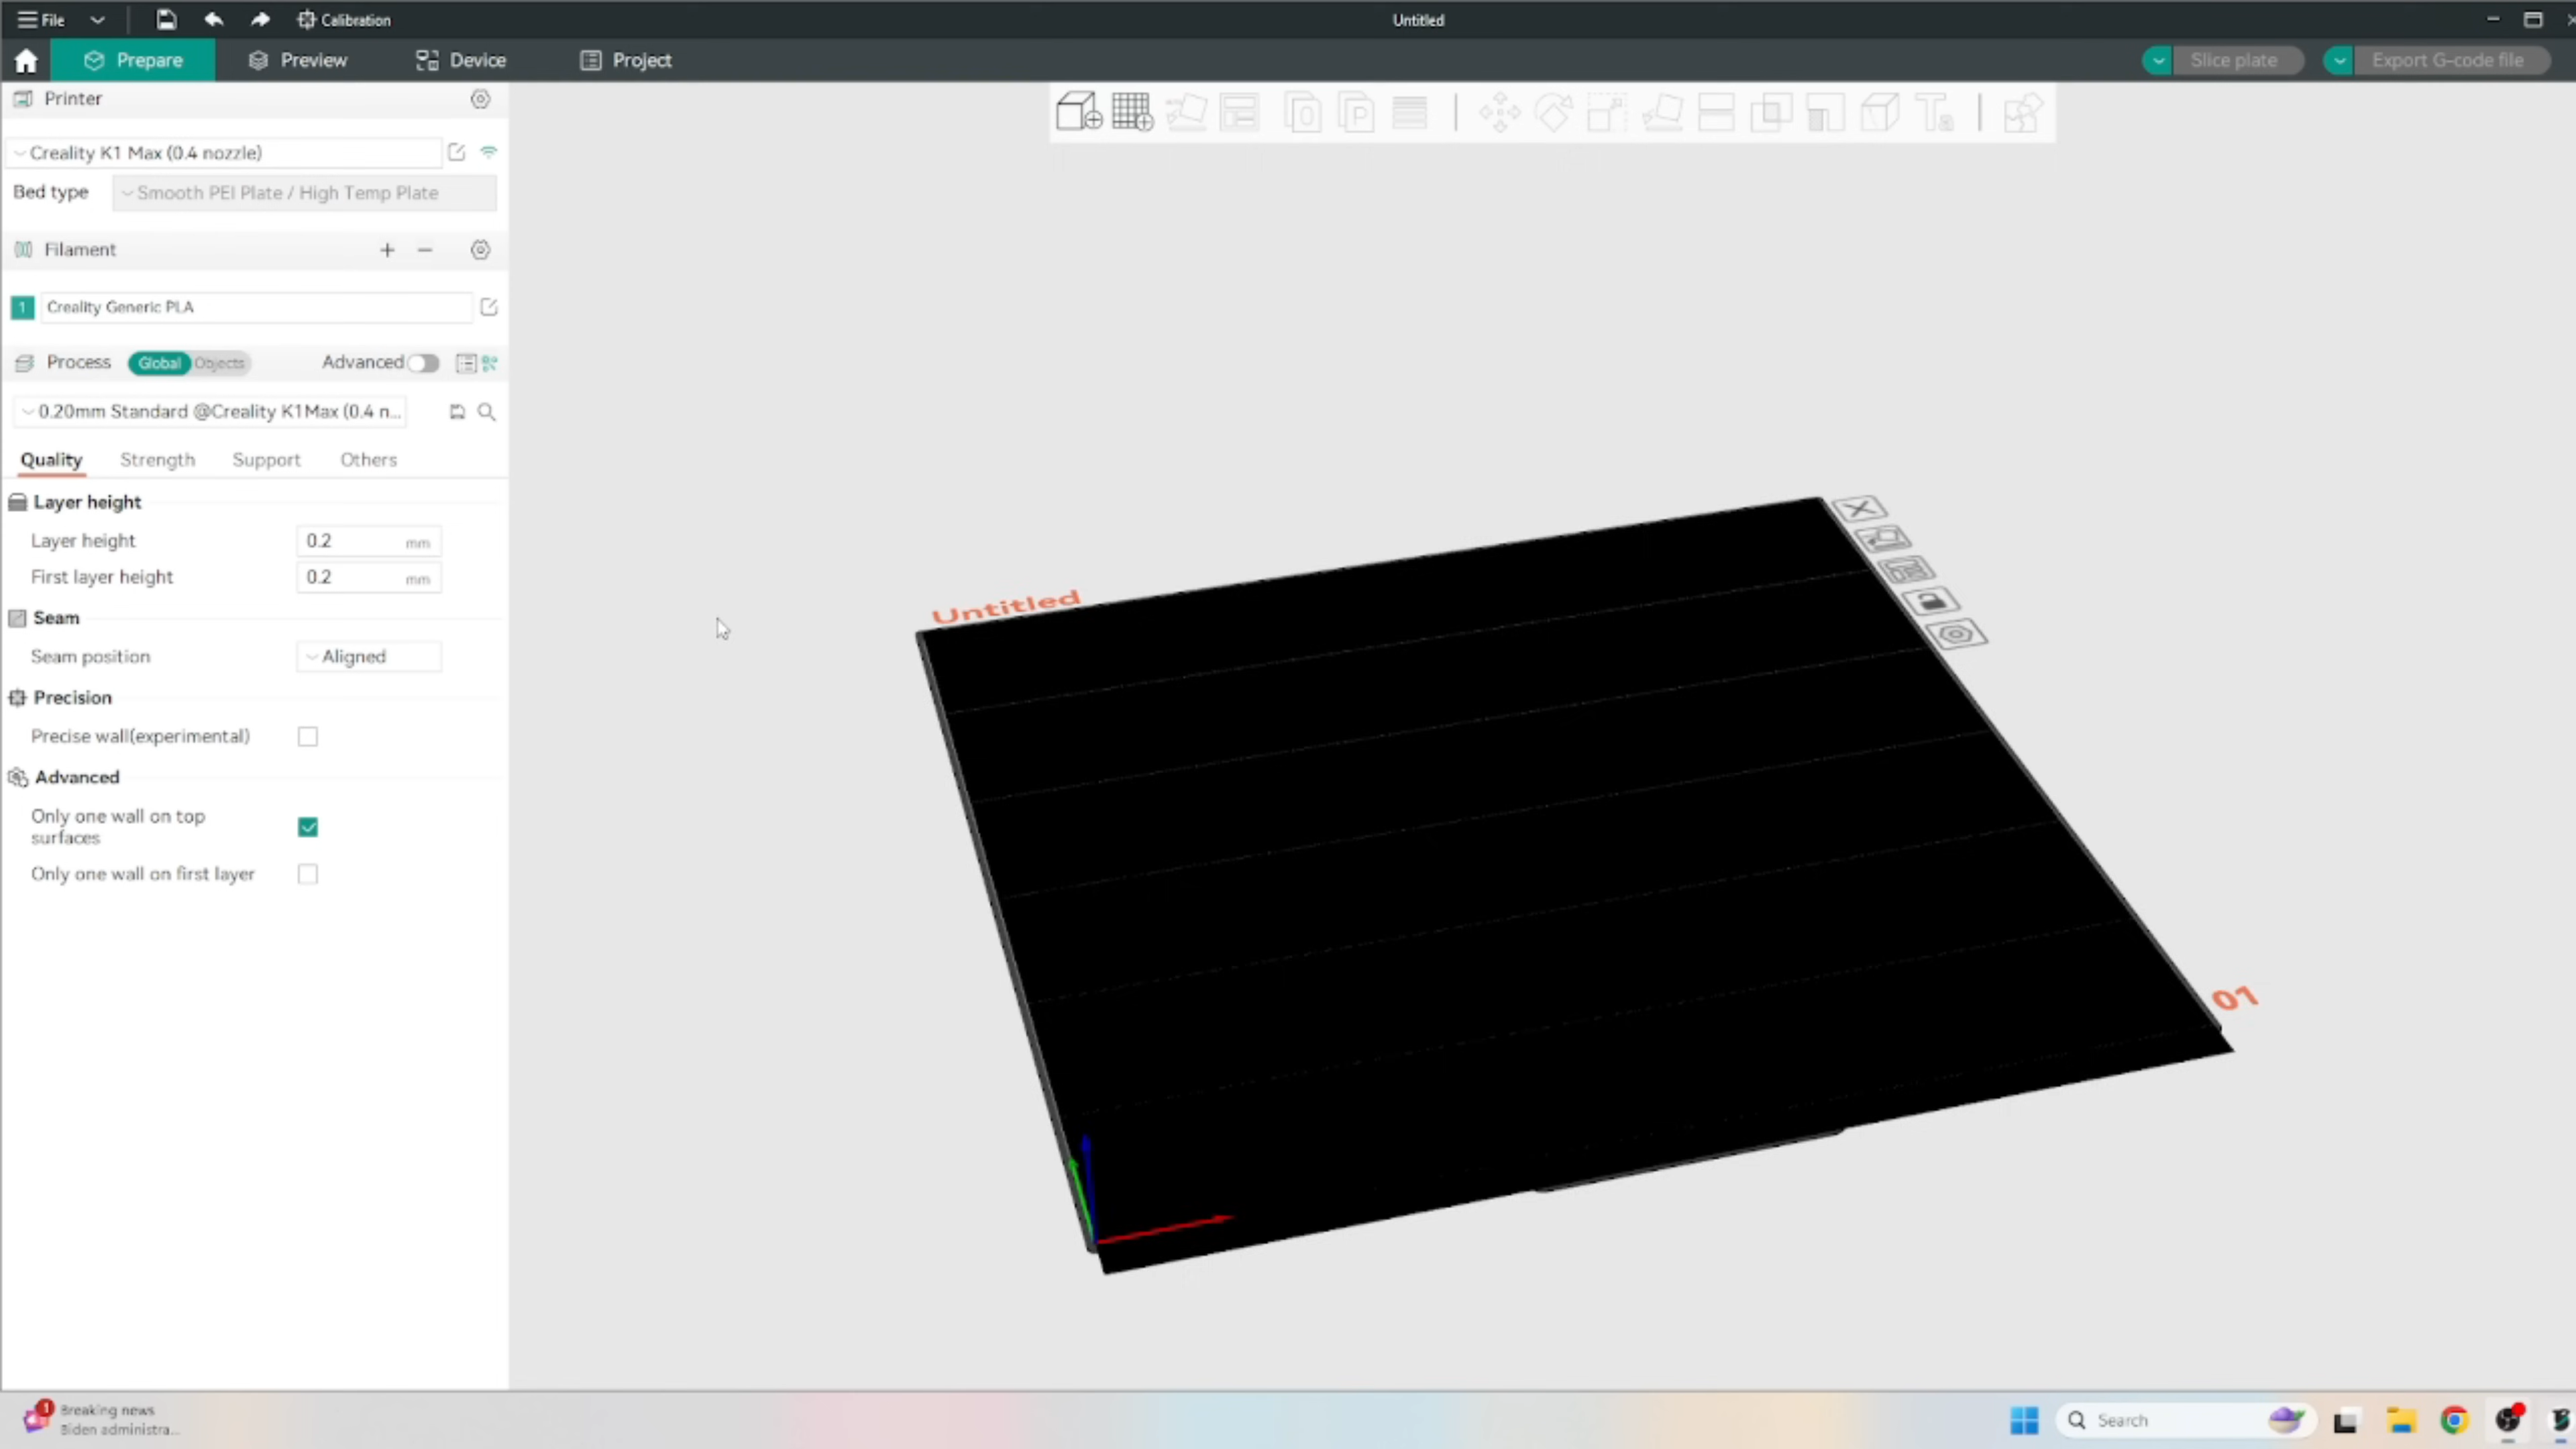 File
Calibration
Untitled
Prepare
Preview
Device
Project
Slice plate
Export G-code file
Printer
Creality K1 Max (0.4 nozzle)
Bed type
Smooth PEI Plate / High Temp Plate
Filament
1
Creality Generic PLA
Process
Global
Objects
Advanced
0.20mm Standard @Creality K1Max (0.4 n...
Quality
Strength
Support
Others
Layer height
Layer height
0.2 mm
First layer height
0.2 mm
Seam
Seam position
Aligned
Precision
Precise wall(experimental)
Advanced
Only one wall on top
surfaces
Only one wall on first layer
Untitled
01
1
Breaking news
Biden administra...
Search